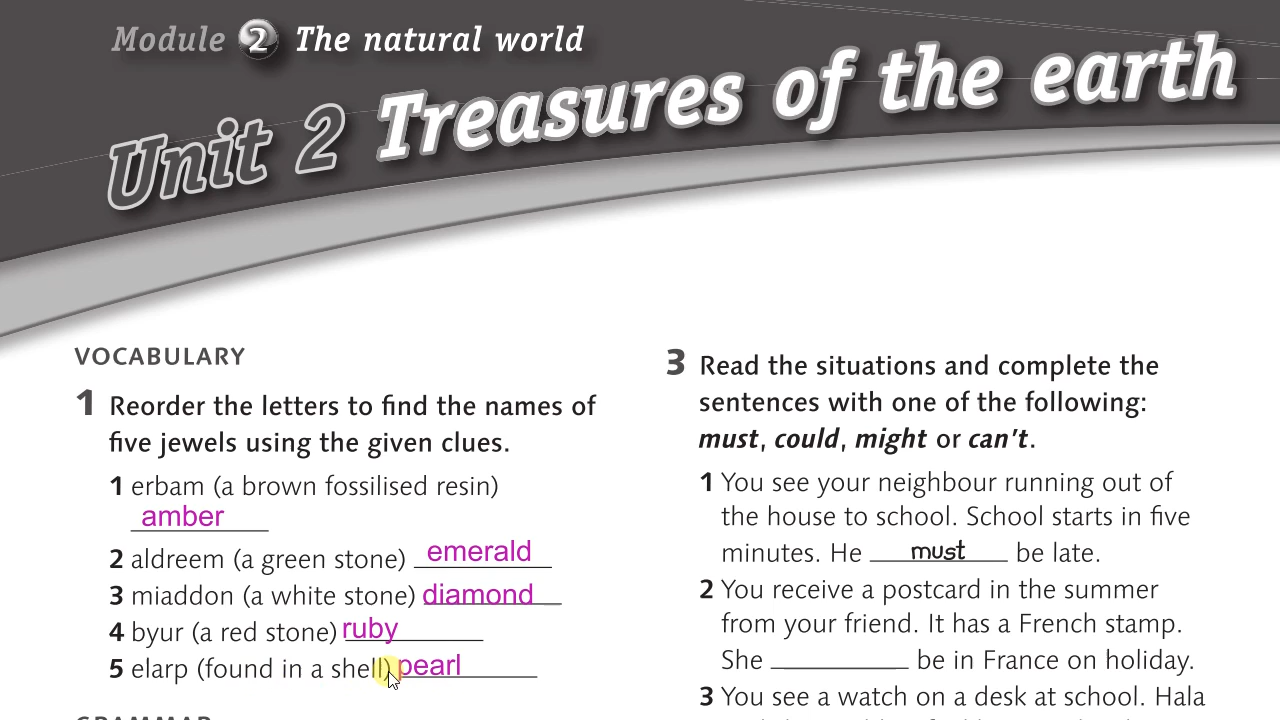 Module 2 The natural world
Unit 2 Treasures of the earth
VOCABULARY
1 Reorder the letters to find the names of
five jewels using the given clues.
1 erbam (a brown fossilised resin)
amber
2 aldreem (a green stone) emerald
3 miaddon (a white stone) diamond
4 byur (a red stone) ruby
5 elarp (found in a shell) pearl
GRAMMAR
3 Read the situations and complete the
sentences with one of the following:
must, could, might or can't.
1 You see your neighbour running out of
the house to school. School starts in five
minutes. He must be late.
2 You receive a postcard in the summer
from your friend. It has a French stamp.
She ____________ be in France on holiday.
3 You see a watch on a desk at school. Hala